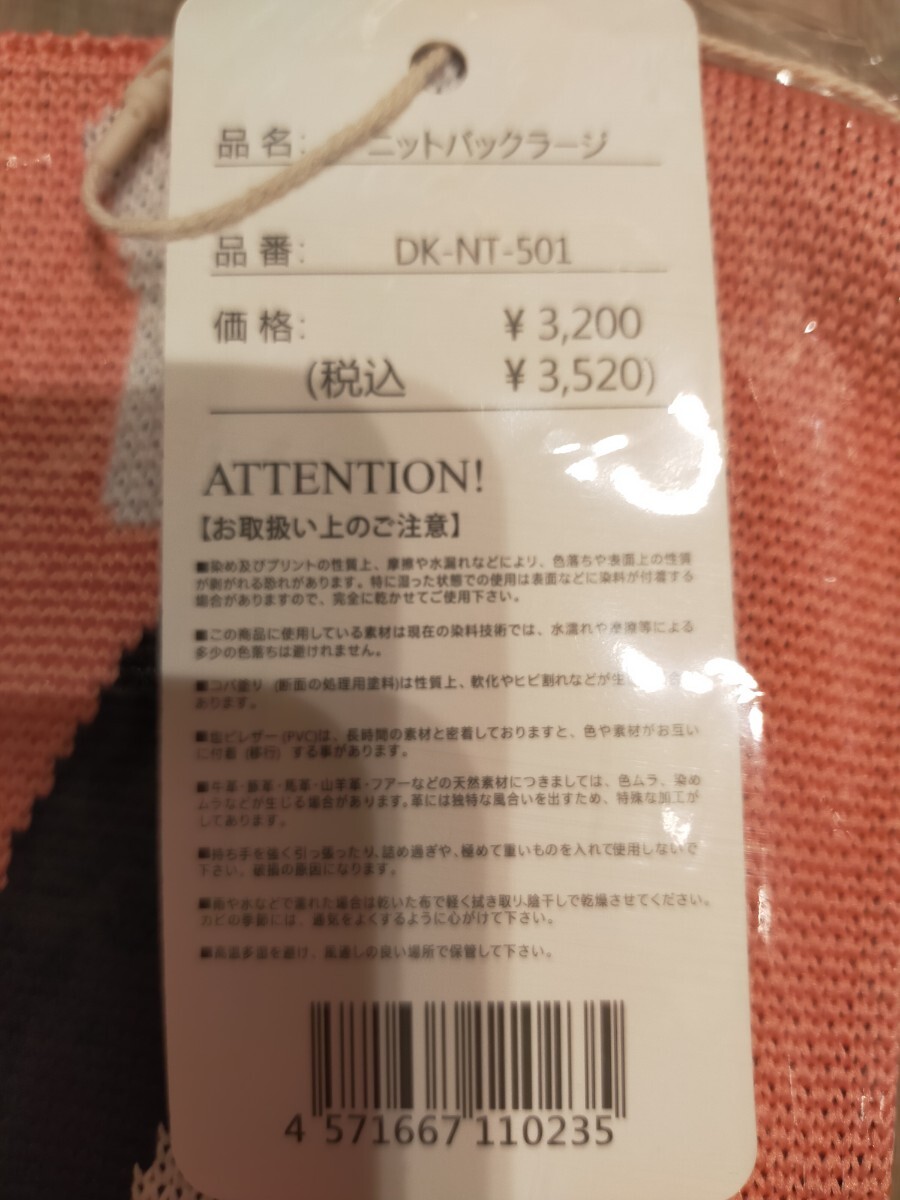 品名: ニットバックラージ
品番: DK-NT-501
価格: ¥3,200
(税込 ¥3,520)
ATTENTION!
【お取扱い上のご注意】
■染め及びプリントの性質上、摩擦や水漏れなどにより、色落ちや表面上の性質
が剥がれる恐れがあります。特に湿った状態での使用は表面などに染料が付着する
場合がありますので、完全に乾かせてご使用下さい。
■この商品に使用している素材は現在の染料技術では、水濡れや摩擦等による
多少の色落ちは避けれません。
■コバ塗り (断面の処理用塗料)は性質上、軟化やヒビ割れなどが生
あります。
■塩ビレザー(PVC)は、長時間の素材と密着しておりますと、色や素材がお互い
に付着 (移行) する事があります。
■牛革・豚革・馬革・山羊革・フアーなどの天然素材につきましては、色ムラ、染め
ムラなどが生じる場合があります。革には独特な風合いを出すため、特殊な加工が
してあります。
■持ち手を強く引っ張ったり、詰め過ぎや、極めて重いものを入れて使用しないで
下さい。破損の原因になります。
■雨や水などで濡れた場合は乾いた布で軽く拭き取り、陰干しで乾燥させてください。
カビの季節には、通気をよくするように心がけて下さい。
■高温多湿を避け、風通しの良い場所で保管して下さい。
4 571667 110235